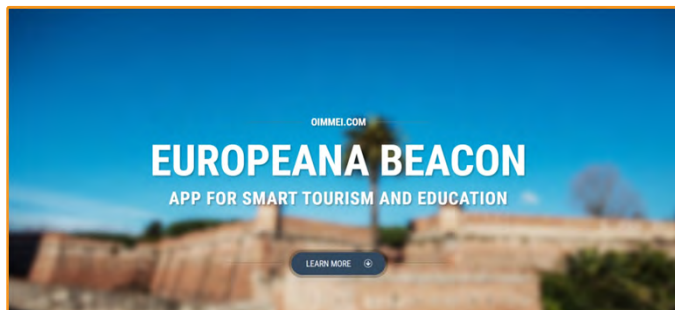 OIMMEI.COM
EUROPEANA BEACON
APP FOR SMART TOURISM AND EDUCATION
LEARN MORE